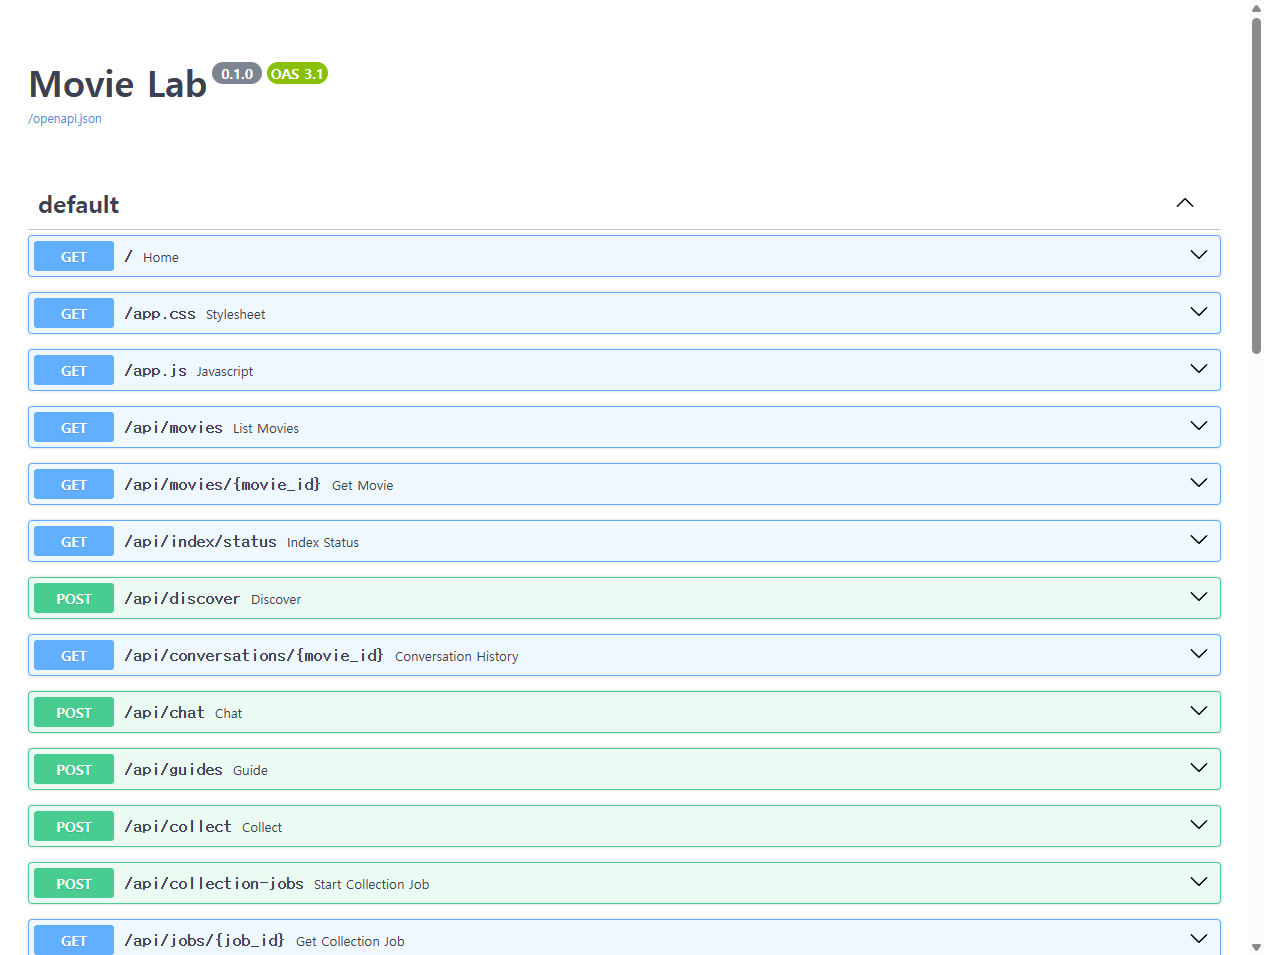 Movie Lab 0.1.0 OAS 3.1
/openapi.json
default
GET / Home
GET /app.css Stylesheet
GET /app.js Javascript
GET /api/movies List Movies
GET /api/movies/{movie_id} Get Movie
GET /api/index/status Index Status
POST /api/discover Discover
GET /api/conversations/{movie_id} Conversation History
POST /api/chat Chat
POST /api/guides Guide
POST /api/collect Collect
POST /api/collection-jobs Start Collection Job
GET /api/jobs/{job_id} Get Collection Job